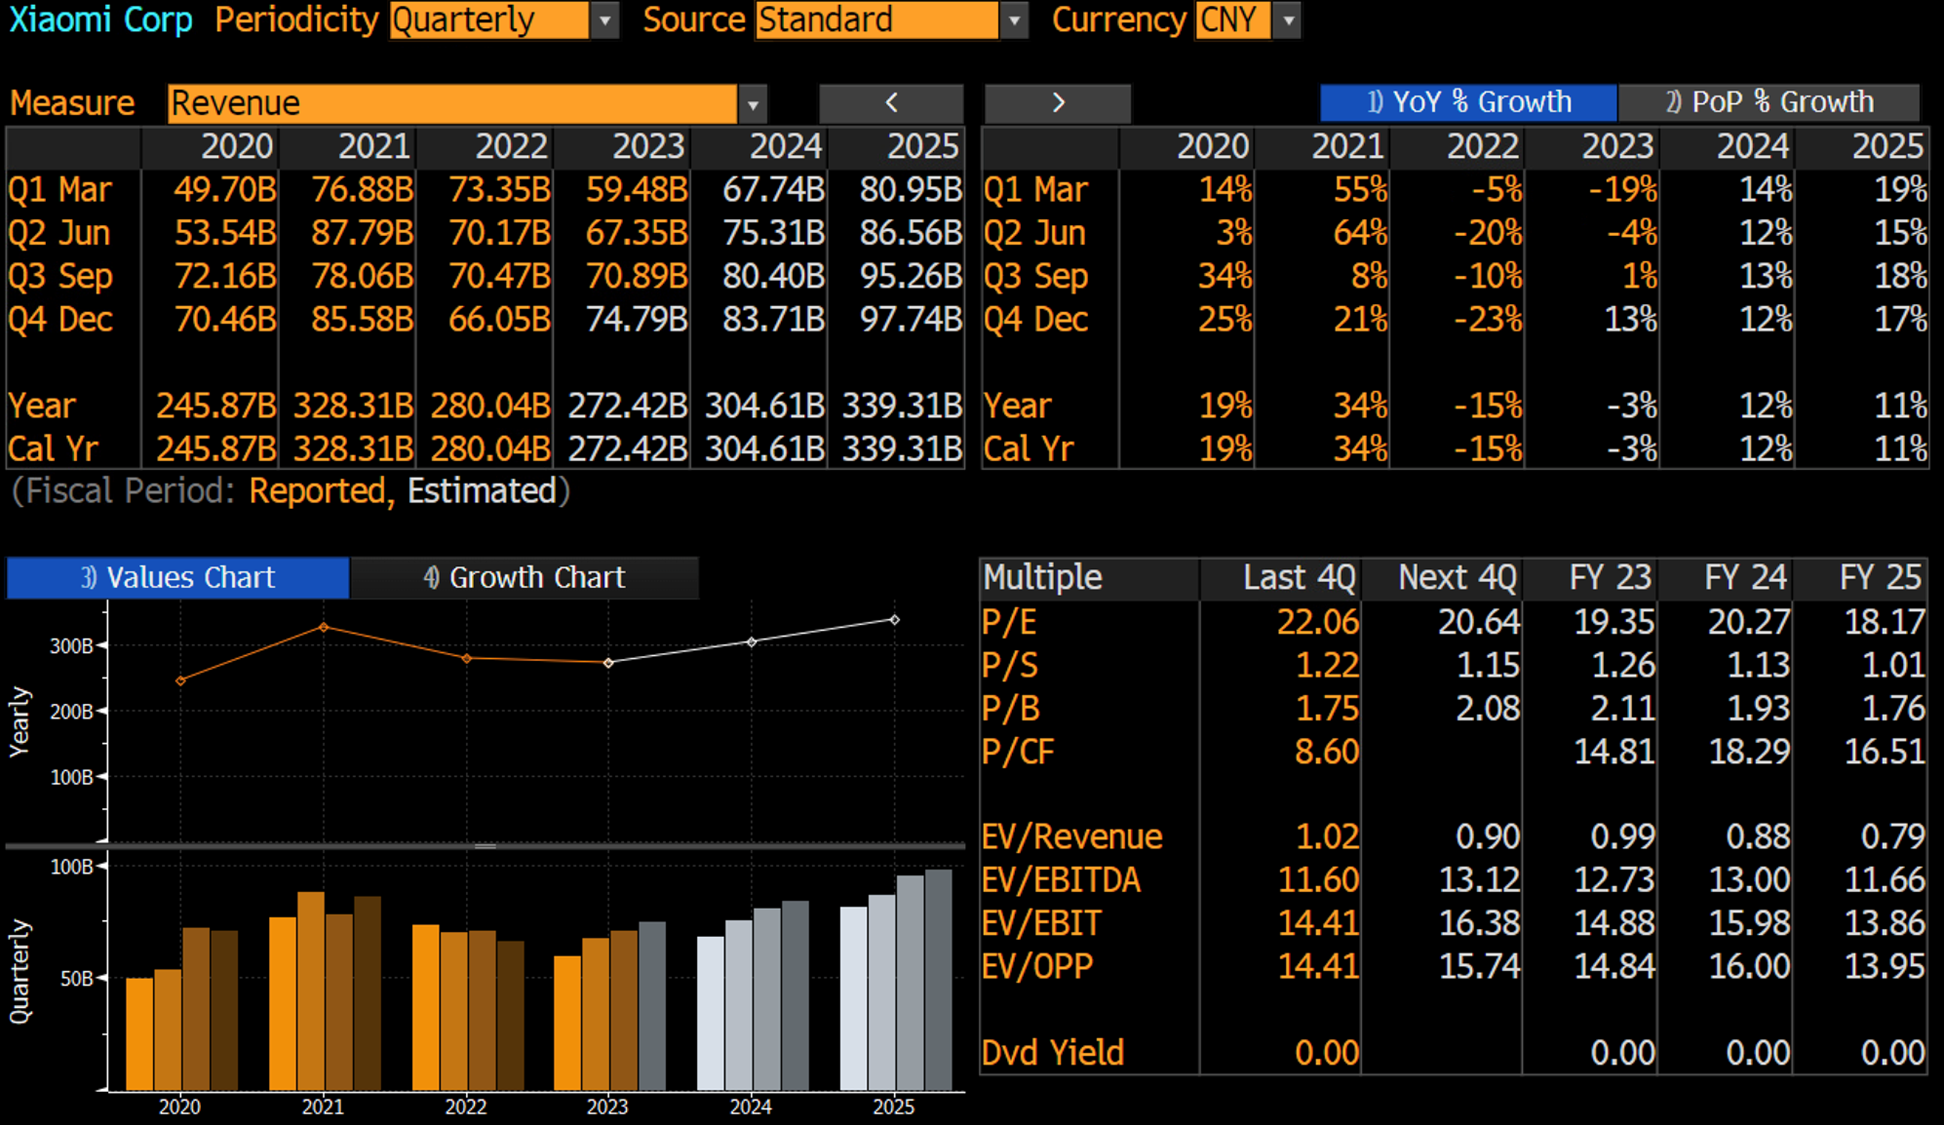 Xiaomi Corp Periodicity Quarterly Source Standard Currency CNY
Measure Revenue < > 1) YoY % Growth 2) PoP % Growth
2020 2021 2022 2023 2024 2025 2020 2021 2022 2023 2024 2025
Q1 Mar 49.70B 76.88B 73.35B 59.48B 67.74B 80.95B Q1 Mar 14% 55% -5% -19% 14% 19%
Q2 Jun 53.54B 87.79B 70.17B 67.35B 75.31B 86.56B Q2 Jun 3% 64% -20% -4% 12% 15%
Q3 Sep 72.16B 78.06B 70.47B 70.89B 80.40B 95.26B Q3 Sep 34% 8% -10% 1% 13% 18%
Q4 Dec 70.46B 85.58B 66.05B 74.79B 83.71B 97.74B Q4 Dec 25% 21% -23% 13% 12% 17%
Year 245.87B 328.31B 280.04B 272.42B 304.61B 339.31B Year 19% 34% -15% -3% 12% 11%
Cal Yr 245.87B 328.31B 280.04B 272.42B 304.61B 339.31B Cal Yr 19% 34% -15% -3% 12% 11%
(Fiscal Period: Reported, Estimated)
3) Values Chart 4) Growth Chart
300B
200B
100B
Yearly
100B
50B
Quarterly
2020 2021 2022 2023 2024 2025
Multiple Last 4Q Next 4Q FY 23 FY 24 FY 25
P/E 22.06 20.64 19.35 20.27 18.17
P/S 1.22 1.15 1.26 1.13 1.01
P/B 1.75 2.08 2.11 1.93 1.76
P/CF 8.60 14.81 18.29 16.51
EV/Revenue 1.02 0.90 0.99 0.88 0.79
EV/EBITDA 11.60 13.12 12.73 13.00 11.66
EV/EBIT 14.41 16.38 14.88 15.98 13.86
EV/OPP 14.41 15.74 14.84 16.00 13.95
Dvd Yield 0.00 0.00 0.00 0.00